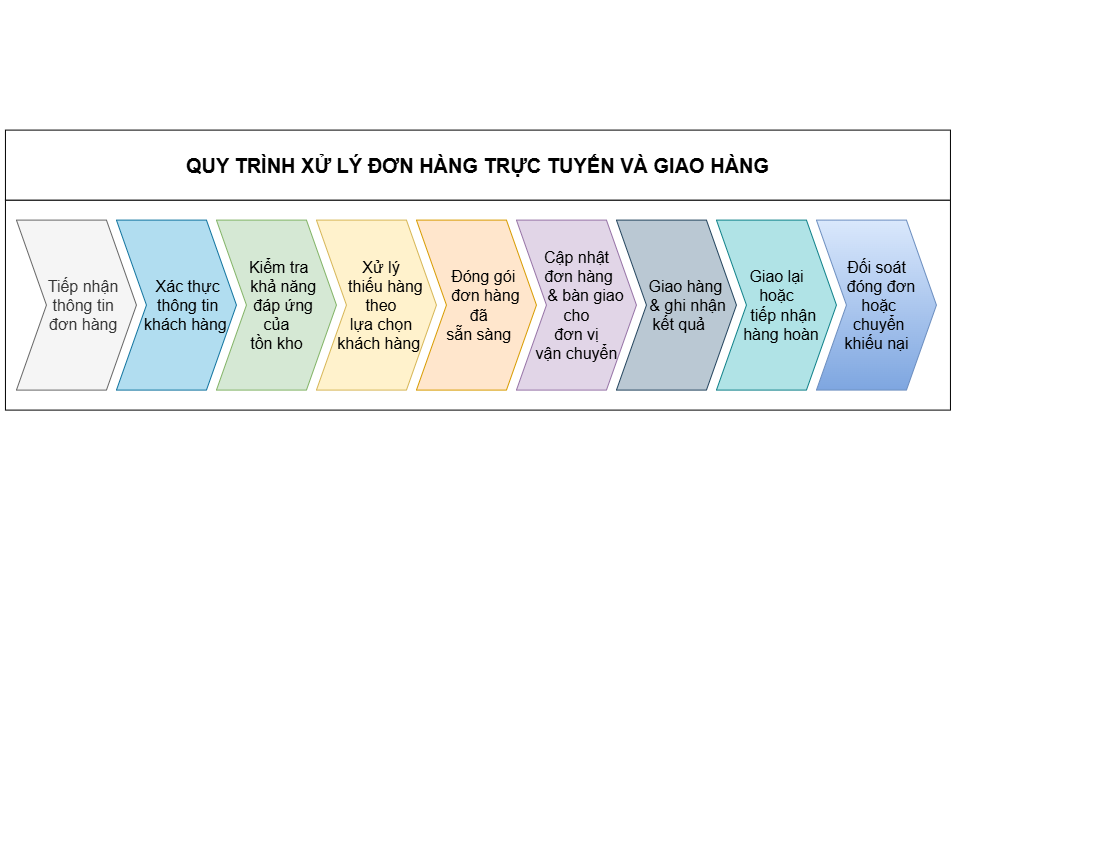 QUY TRÌNH XỬ LÝ ĐƠN HÀNG TRỰC TUYẾN VÀ GIAO HÀNG
Tiếp nhận
thông tin
đơn hàng
Xác thực
thông tin
khách hàng
Kiểm tra
khả năng
đáp ứng
của
tồn kho
Xử lý
thiếu hàng
theo
lựa chọn
khách hàng
Đóng gói
đơn hàng
đã
sẵn sàng
Cập nhật
đơn hàng
& bàn giao
cho
đơn vị
vận chuyển
Giao hàng
& ghi nhận
kết quả
Giao lại
hoặc
tiếp nhận
hàng hoàn
Đối soát
đóng đơn
hoặc
chuyển
khiếu nại